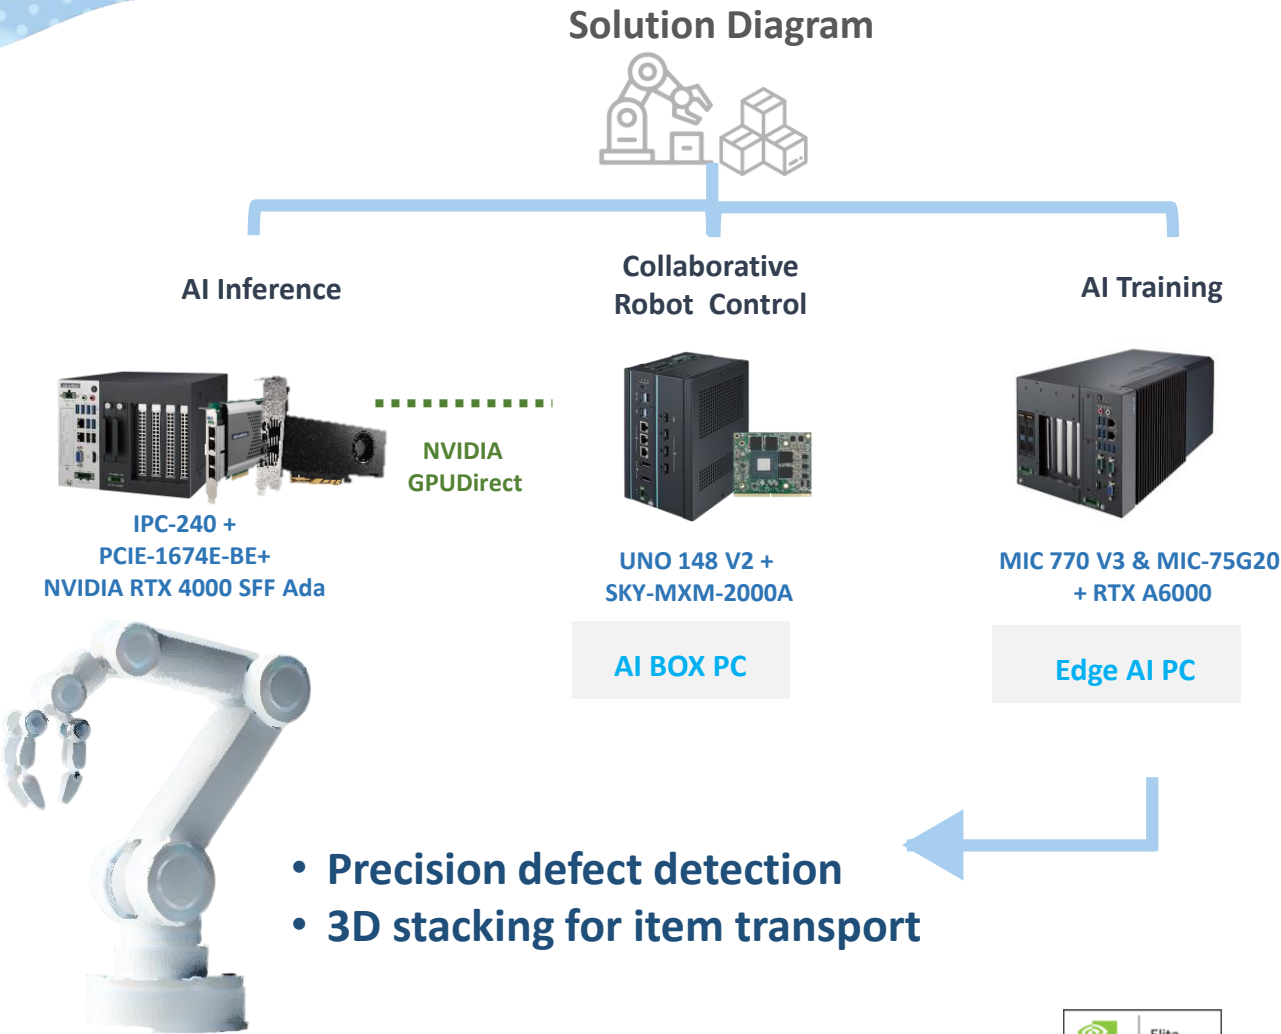 Solution Diagram
AI Inference
Collaborative
Robot Control
AI Training
NVIDIA
GPUDirect
IPC-240 +
PCIE-1674E-BE+
NVIDIA RTX 4000 SFF Ada
UNO 148 V2 +
SKY-MXM-2000A
MIC 770 V3 & MIC-75G20
+ RTX A6000
AI BOX PC
Edge AI PC
• Precision defect detection
• 3D stacking for item transport